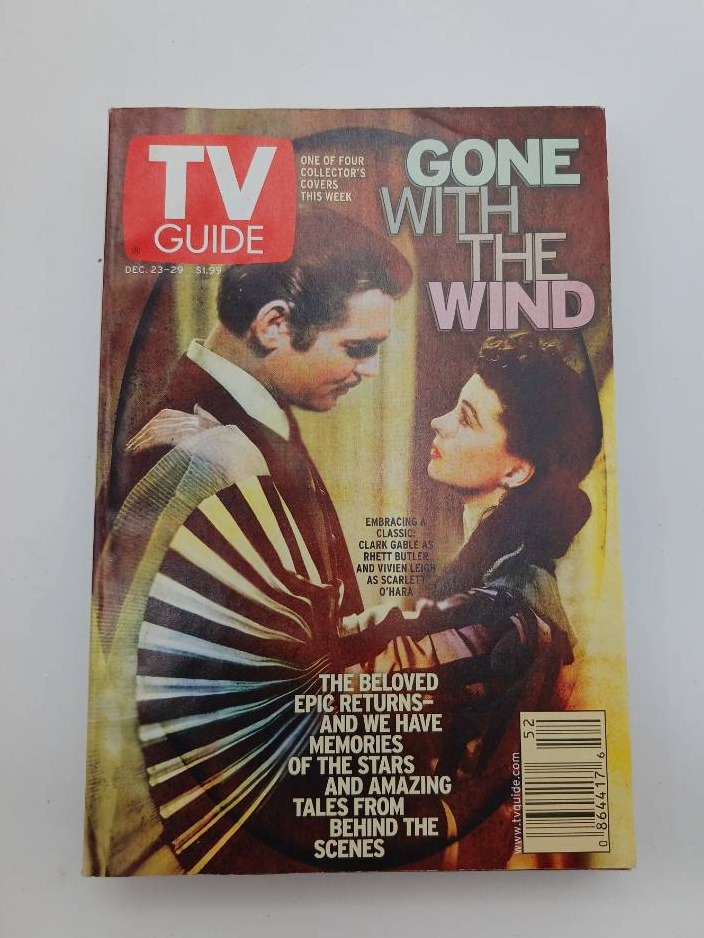 TV
GUIDE
®
DEC. 23-29 $1.99
ONE OF FOUR
COLLECTOR'S
COVERS
THIS WEEK
GONE
WITH
THE
WIND
EMBRACING A
CLASSIC:
CLARK GABLE AS
RHETT BUTLER
AND VIVIEN LEIGH
AS SCARLETT
O'HARA
THE BELOVED
EPIC RETURNS–
AND WE HAVE
MEMORIES
OF THE STARS
AND AMAZING
TALES FROM
BEHIND THE
SCENES
www.tvguide.com
52
0 864417 6